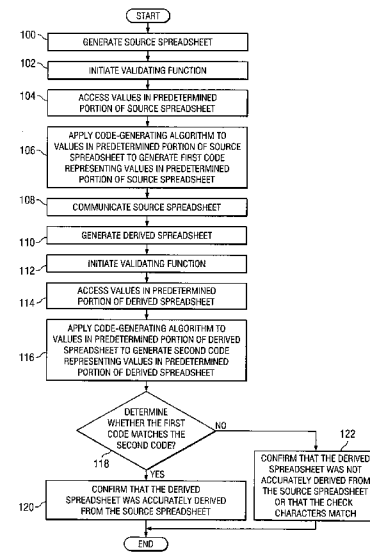 START
100
GENERATE SOURCE SPREADSHEET
102
INITIATE VALIDATING FUNCTION
104
ACCESS VALUES IN PREDETERMINED
PORTION OF SOURCE SPREADSHEET
106
APPLY CODE-GENERATING ALGORITHM TO
VALUES IN PREDETERMINED PORTION OF SOURCE
SPREADSHEET TO GENERATE FIRST CODE
REPRESENTING VALUES IN PREDETERMINED
PORTION OF SOURCE SPREADSHEET
108
COMMUNICATE SOURCE SPREADSHEET
110
GENERATE DERIVED SPREADSHEET
112
INITIATE VALIDATING FUNCTION
114
ACCESS VALUES IN PREDETERMINED
PORTION OF DERIVED SPREADSHEET
116
APPLY CODE-GENERATING ALGORITHM TO
VALUES IN PREDETERMINED PORTION OF DERIVED
SPREADSHEET TO GENERATE SECOND CODE
REPRESENTING VALUES IN PREDETERMINED
PORTION OF DERIVED SPREADSHEET
DETERMINE
WHETHER THE FIRST
CODE MATCHES THE
SECOND CODE?
118
NO
YES
122
CONFIRM THAT THE DERIVED
SPREADSHEET WAS NOT
ACCURATELY DERIVED FROM
THE SOURCE SPREADSHEET
OR THAT THE CHECK
CHARACTERS MATCH
120
CONFIRM THAT THE DERIVED
SPREADSHEET WAS ACCURATELY DERIVED
FROM THE SOURCE SPREADSHEET
END